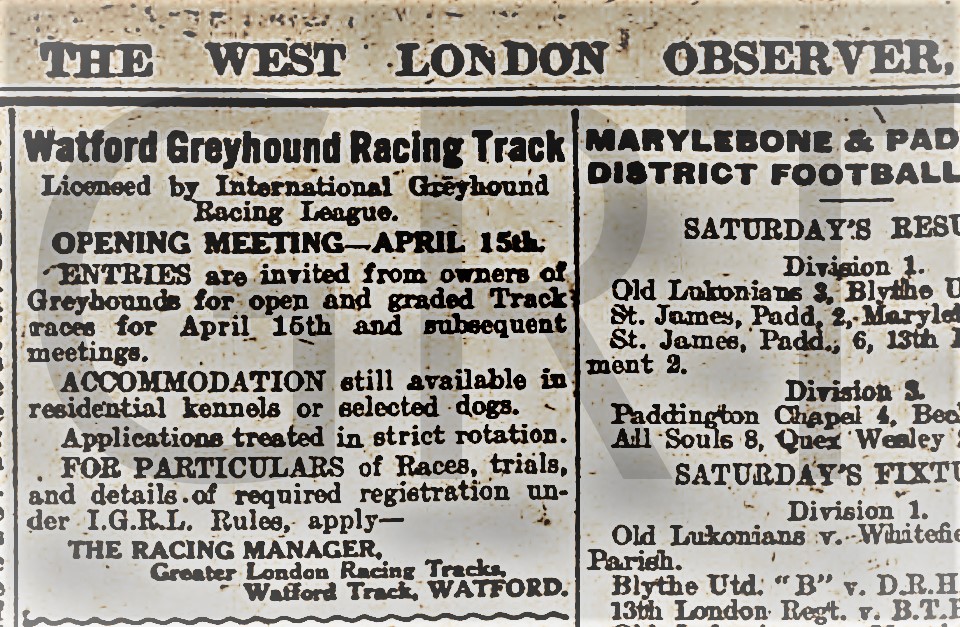 THE WEST LONDON OBSERVER,
Watford Greyhound Racing Track
Licensed by International Greyhound
Racing League.
OPENING MEETING—APRIL 15th.
ENTRIES are invited from owners of
Greyhounds for open and graded Track
races for April 15th and subsequent
meetings.
ACCOMMODATION still available in
residential kennels or selected dogs.
Applications treated in strict rotation.
FOR PARTICULARS of Races, trials,
and details of required registration un-
der I.G.R.L. Rules, apply—
THE RACING MANAGER,
Greater London Racing Tracks,
Watford Track, WATFORD.
MARYLEBONE & PAD
DISTRICT FOOTBALL
SATURDAY'S RESU
Division 1.
Old Lukonians 3, Blythe U
St. James, Padd. 2, Maryle
St. James, Padd., 6, 13th
ment 2.
Division 3.
Paddington Chapel 4, Bec
All Souls 8, Quex Wesley
SATURDAY'S FIXTU
Division 1.
Old Lukonians v. Whitefie
Parish.
Blythe Utd. "B" v. D.R.H.
13th London Regt. v. B.T.
GRI